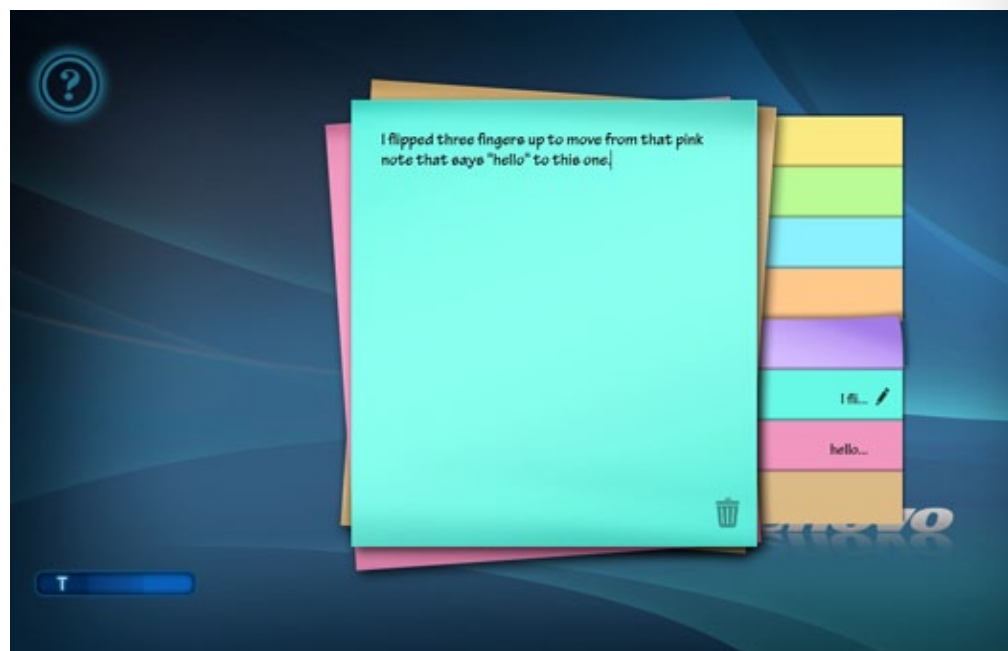 ?
I flipped three fingers up to move from that pink
note that says "hello" to this one.
I fli...
hello...
T